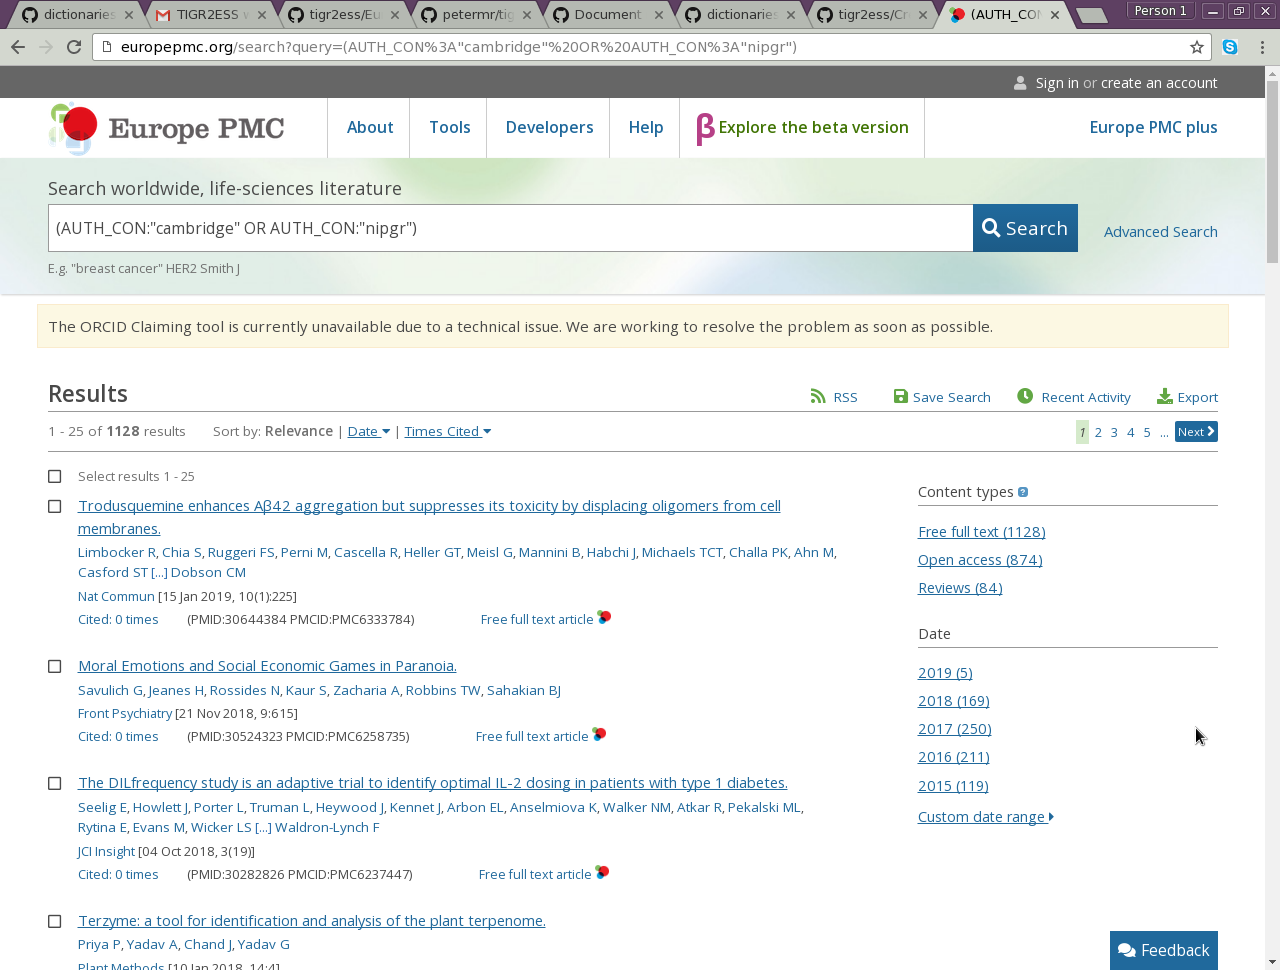 dictionaries
TIGR2ESS w
tigr2ess/Eu
petermr/tig
Document
dictionaries
tigr2ess/Cr
(AUTH_CON
Person 1
europepmc.org/search?query=(AUTH_CON%3A"cambridge"%20OR%20AUTH_CON%3A"nipgr")
Sign in or create an account
Europe PMC
About
Tools
Developers
Help
β Explore the beta version
Europe PMC plus
Search worldwide, life-sciences literature
(AUTH_CON:"cambridge" OR AUTH_CON:"nipgr")
Search
Advanced Search
E.g. "breast cancer" HER2 Smith J
The ORCID Claiming tool is currently unavailable due to a technical issue. We are working to resolve the problem as soon as possible.
Results
RSS
Save Search
Recent Activity
Export
1 - 25 of 1128 results
Sort by: Relevance | Date | Times Cited
1 2 3 4 5 ... Next
Select results 1 - 25
Trodusquemine enhances Aβ42 aggregation but suppresses its toxicity by displacing oligomers from cell
membranes.
Limbocker R, Chia S, Ruggeri FS, Perni M, Cascella R, Heller GT, Meisl G, Mannini B, Habchi J, Michaels TCT, Challa PK, Ahn M,
Casford ST [...] Dobson CM
Nat Commun [15 Jan 2019, 10(1):225]
Cited: 0 times (PMID:30644384 PMCID:PMC6333784) Free full text article
Moral Emotions and Social Economic Games in Paranoia.
Savulich G, Jeanes H, Rossides N, Kaur S, Zacharia A, Robbins TW, Sahakian BJ
Front Psychiatry [21 Nov 2018, 9:615]
Cited: 0 times (PMID:30524323 PMCID:PMC6258735) Free full text article
The DILfrequency study is an adaptive trial to identify optimal IL-2 dosing in patients with type 1 diabetes.
Seelig E, Howlett J, Porter L, Truman L, Heywood J, Kennet J, Arbon EL, Anselmiova K, Walker NM, Atkar R, Pekalski ML,
Rytina E, Evans M, Wicker LS [...] Waldron-Lynch F
JCI Insight [04 Oct 2018, 3(19)]
Cited: 0 times (PMID:30282826 PMCID:PMC6237447) Free full text article
Terzyme: a tool for identification and analysis of the plant terpenome.
Priya P, Yadav A, Chand J, Yadav G
Plant Methods [10 Jan 2018, 14:4]
Content types ?
Free full text (1128)
Open access (874)
Reviews (84)
Date
2019 (5)
2018 (169)
2017 (250)
2016 (211)
2015 (119)
Custom date range
Feedback